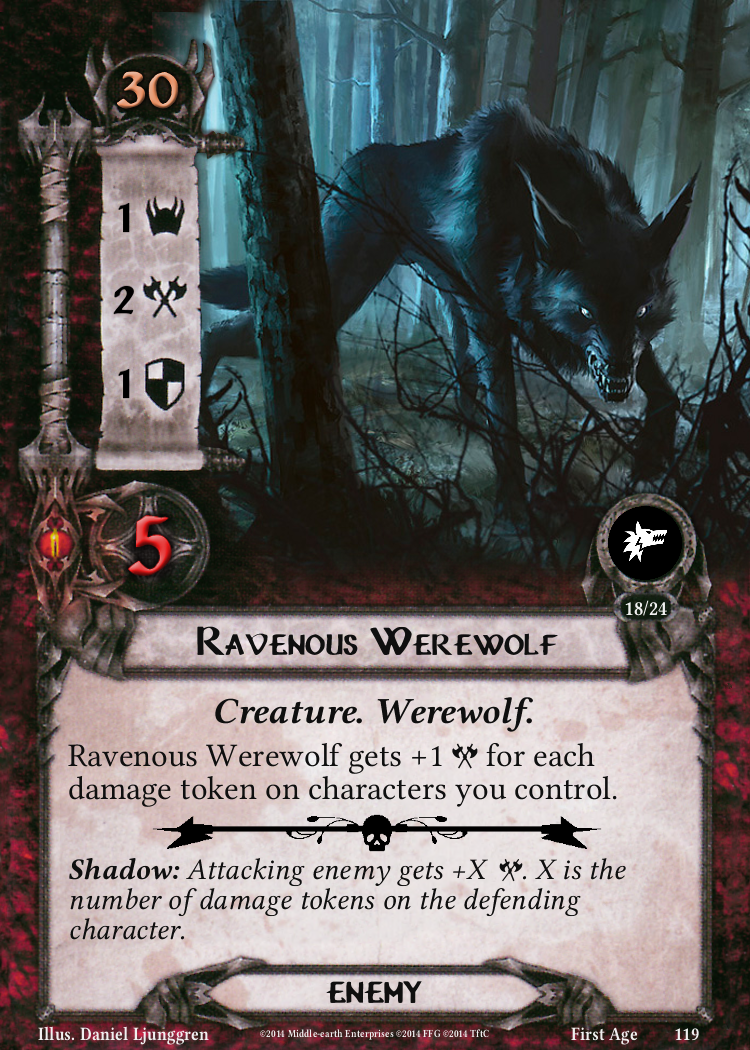 30
1
2
1
5
18/24
Ravenous Werewolf
Creature. Werewolf.
Ravenous Werewolf gets +1 for each
damage token on characters you control.
Shadow: Attacking enemy gets +X . X is the
number of damage tokens on the defending
character.
ENEMY
Illus. Daniel Ljunggren ©2014 Middle-earth Enterprises ©2014 FFG ©2014 TftC First Age 119